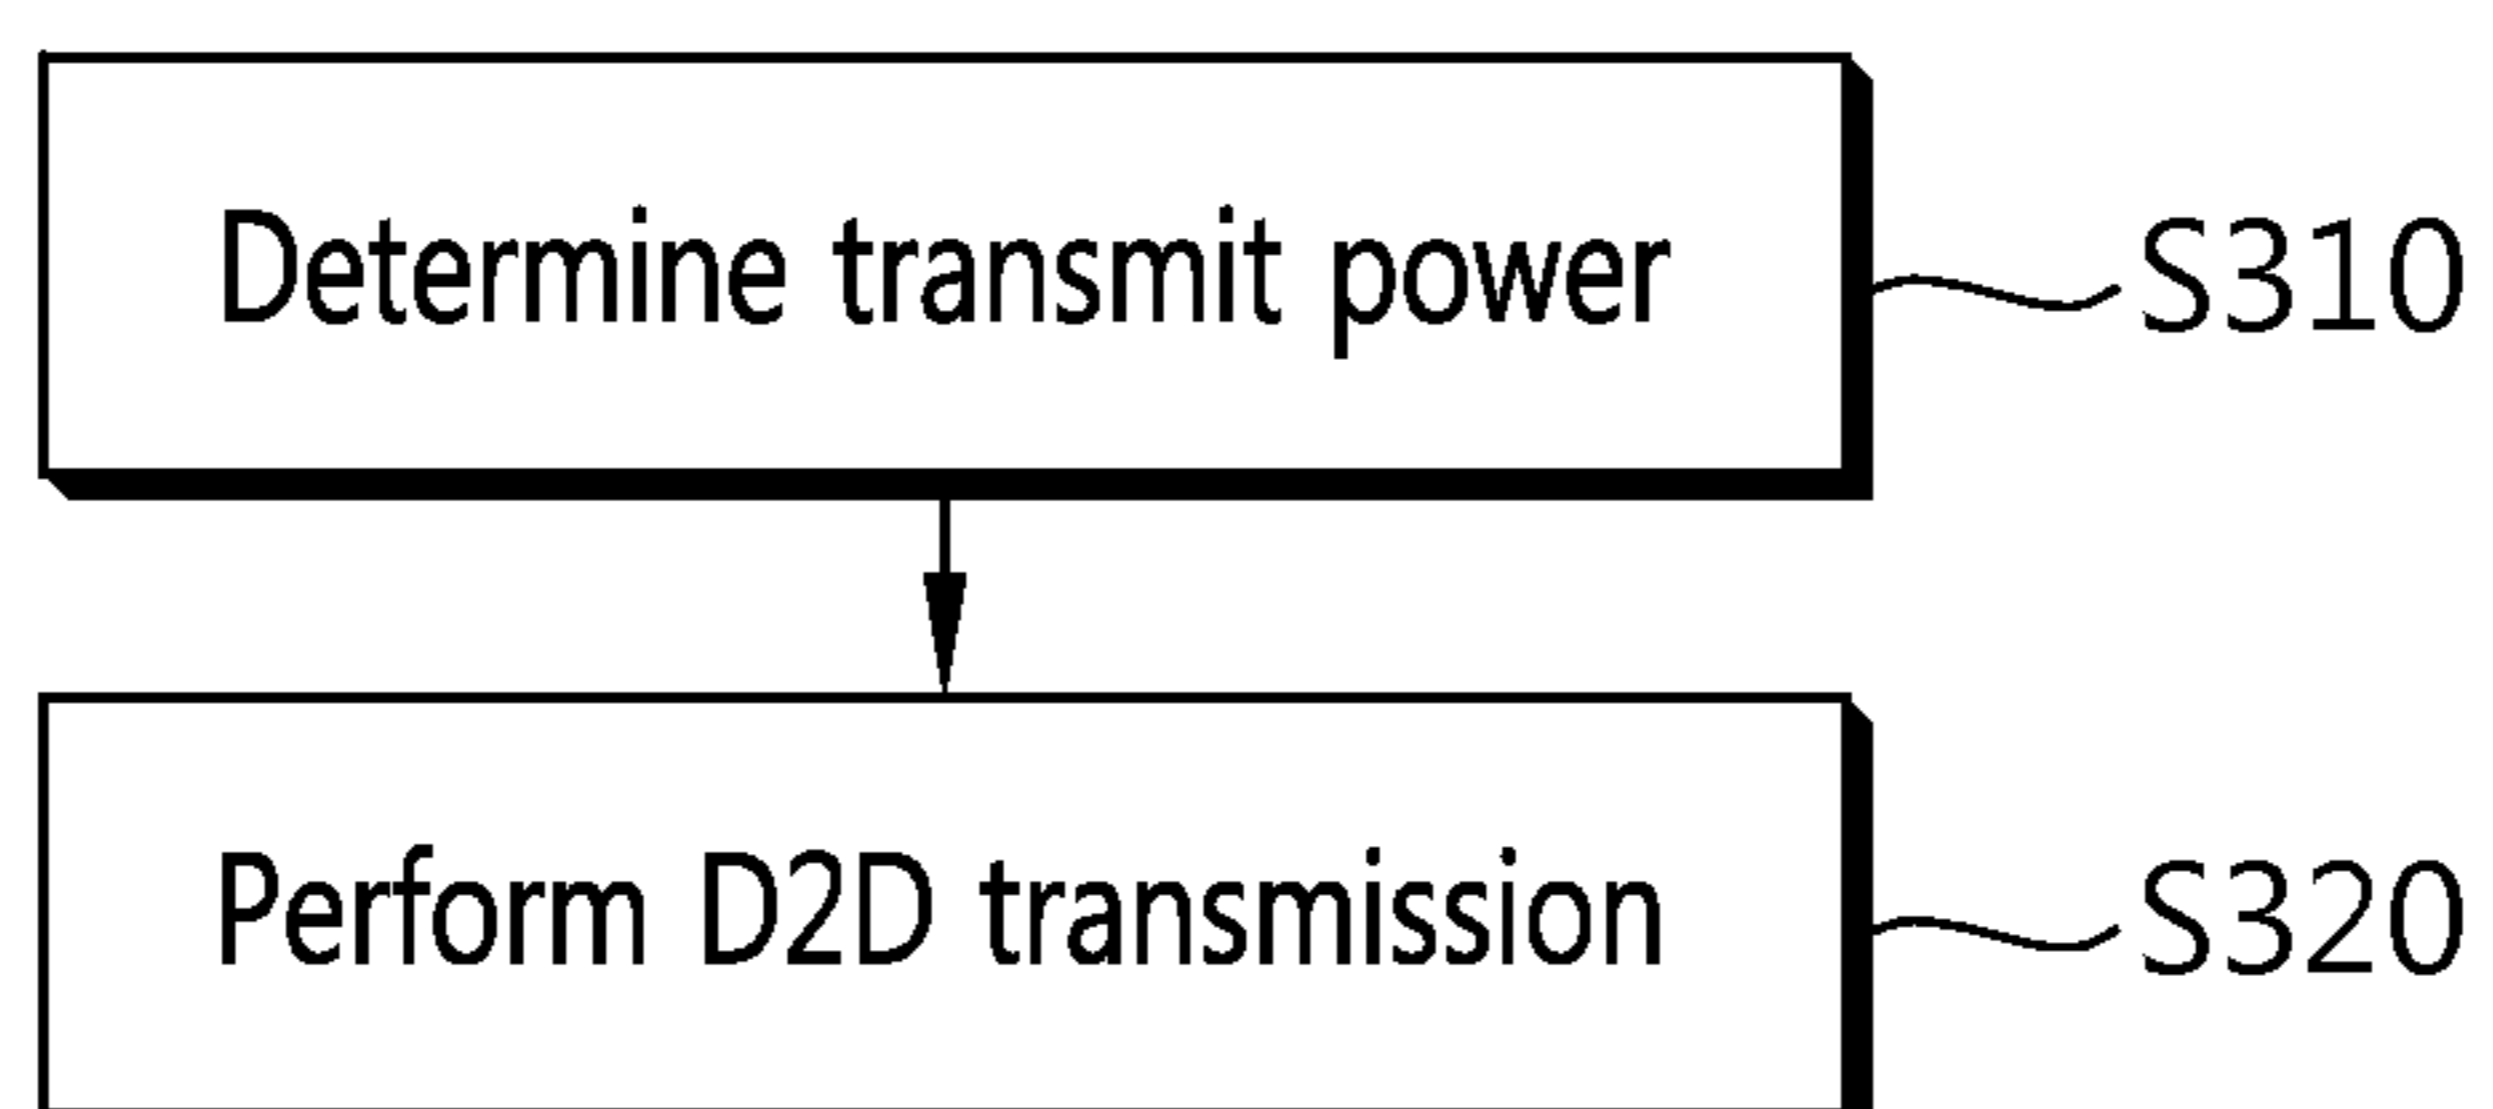 Determine transmit power S310
Perform D2D transmission S320